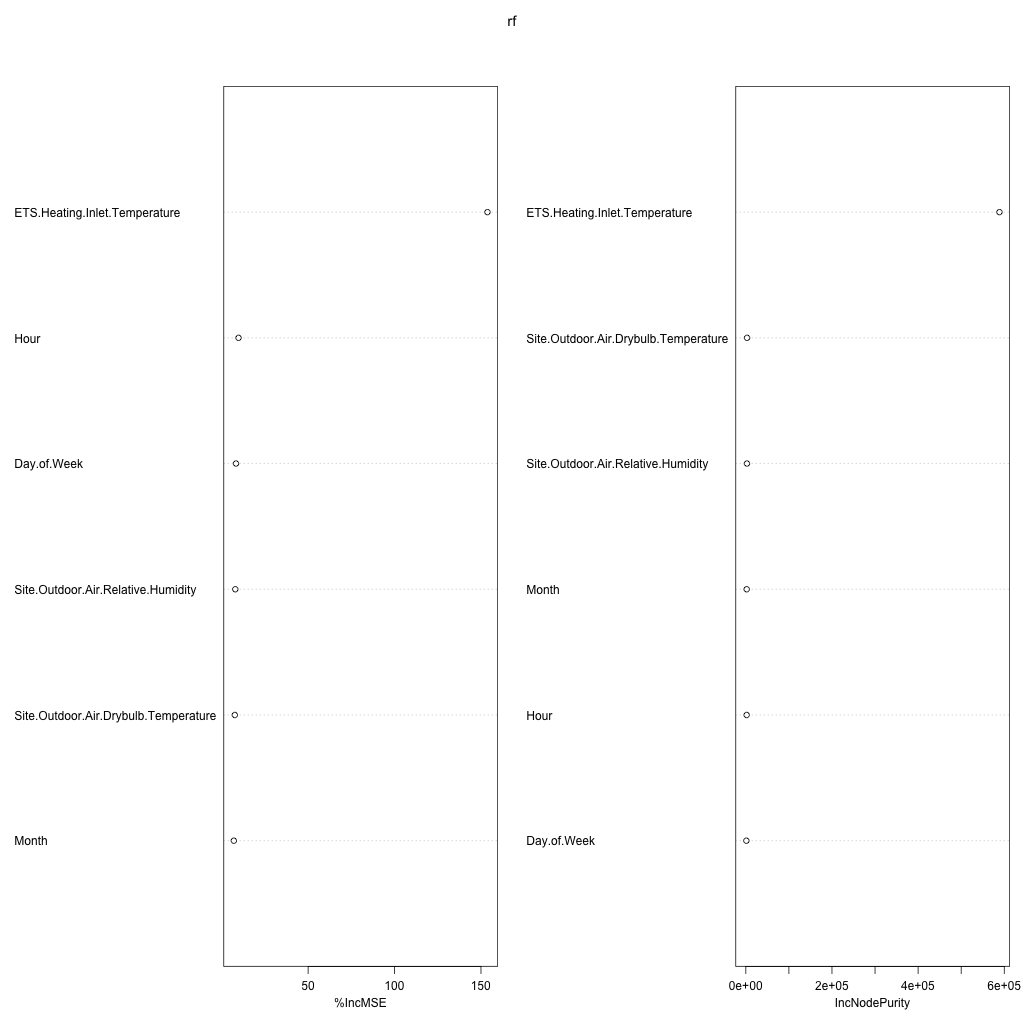 rf
ETS.Heating.Inlet.Temperature
Hour
Day.of.Week
Site.Outdoor.Air.Relative.Humidity
Site.Outdoor.Air.Drybulb.Temperature
Month
50 100 150
%IncMSE
ETS.Heating.Inlet.Temperature
Site.Outdoor.Air.Drybulb.Temperature
Site.Outdoor.Air.Relative.Humidity
Month
Hour
Day.of.Week
0e+00 2e+05 4e+05 6e+05
IncNodePurity